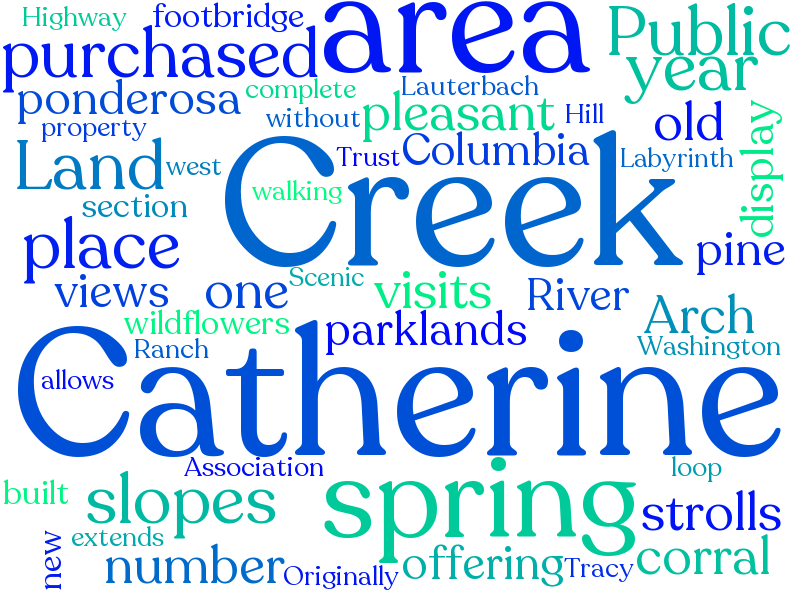 Highway
footbridge
area
Public
purchased
year
complete
Lauterbach
ponderosa
without
pleasant
Hill
old
display
property
Land
west
Trust
Columbia
Labyrinth
Creek
walking
section
place
pine
views
one
Scenic
visits
River
wildflowers
parklands
Arch
Ranch
Washington
allows
Catherine
Association
loop
built
slopes
spring
strolls
new
extends
number
Originally
offering
Tracy
corral